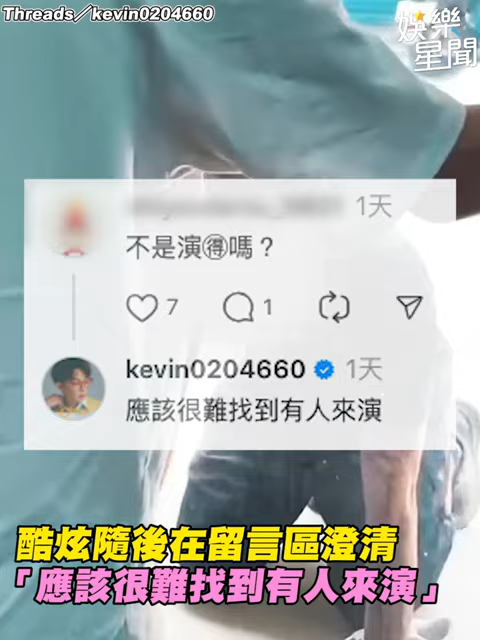 Threads／kevin0204660
娛樂
星聞
1天
不是演🉐嗎？
7
1
kevin0204660 1天
應該很難找到有人來演
酷炫隨後在留言區澄清
「應該很難找到有人來演」